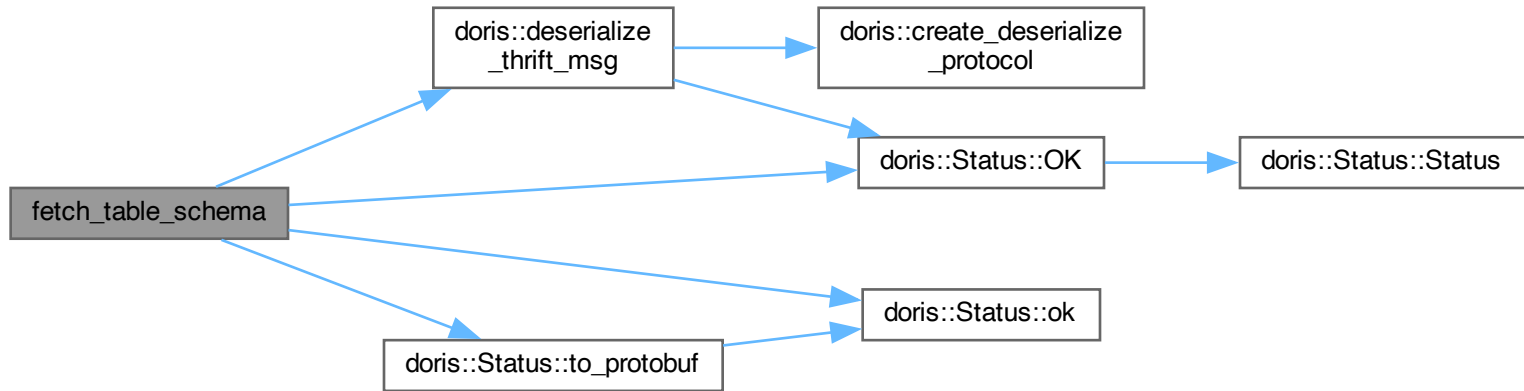 doris::deserialize
_thrift_msg
doris::create_deserialize
_protocol
doris::Status::OK
doris::Status::Status
fetch_table_schema
doris::Status::ok
doris::Status::to_protobuf